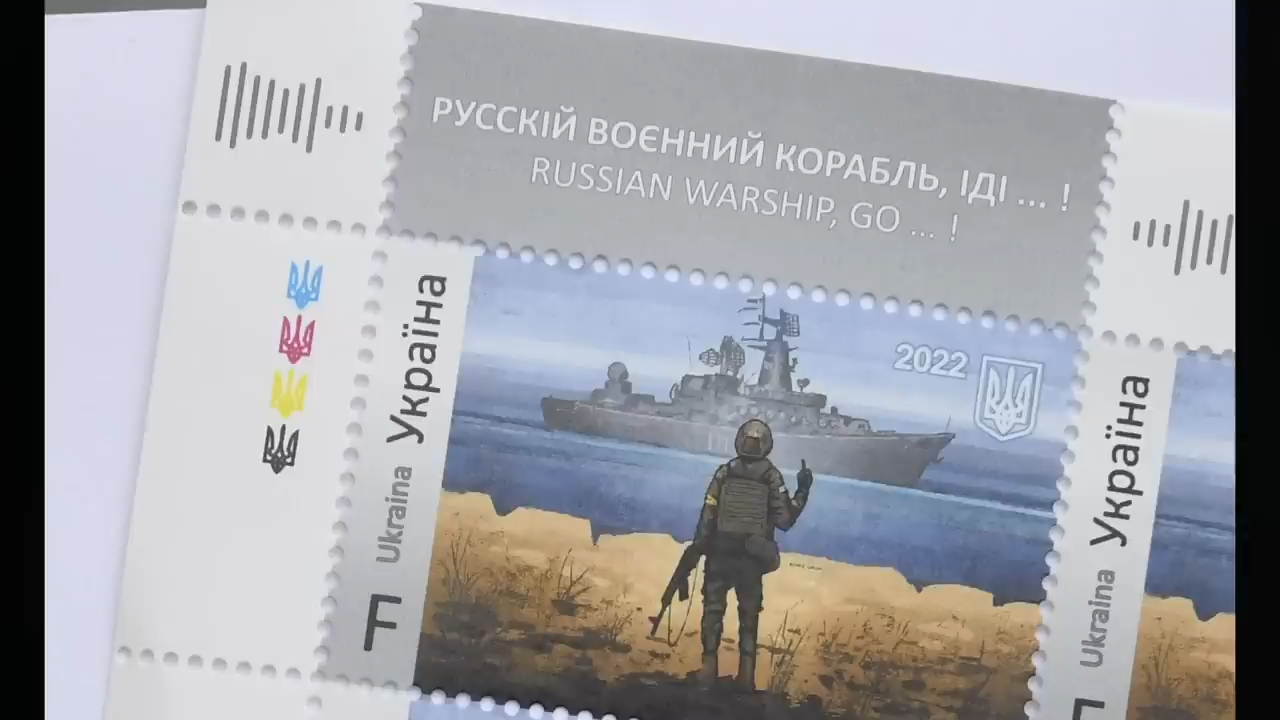 РУССКІЙ ВОЄННИЙ КОРАБЛЬ, ІДІ ... !
RUSSIAN WARSHIP, GO ... !
2022
Україна
Ukraina
Україна
Ukraina